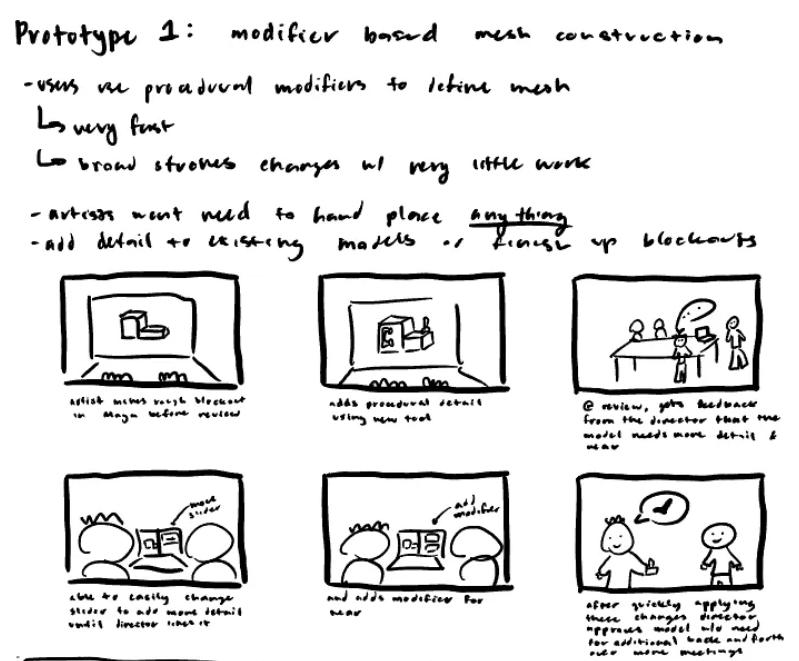 Prototype 1: modifier based mesh construction
- users use procedural modifiers to define mesh
↳ very fast
↳ broad strokes changes w/ very little work
- artists wont need to hand place anything
- add detail to existing models or finish up blockouts
artist makes rough blockout
in Maya before review
adds procedural detail
using new tool
@ review, gets feedback
from the director that the
model needs more detail &
wear
move
slider
add
modifier
able to easily change
slider to add more detail
until director likes it
and adds modifier for
wear
after quickly applying
these changes director
approves model w/o need
for additional back and forth
over more meetings